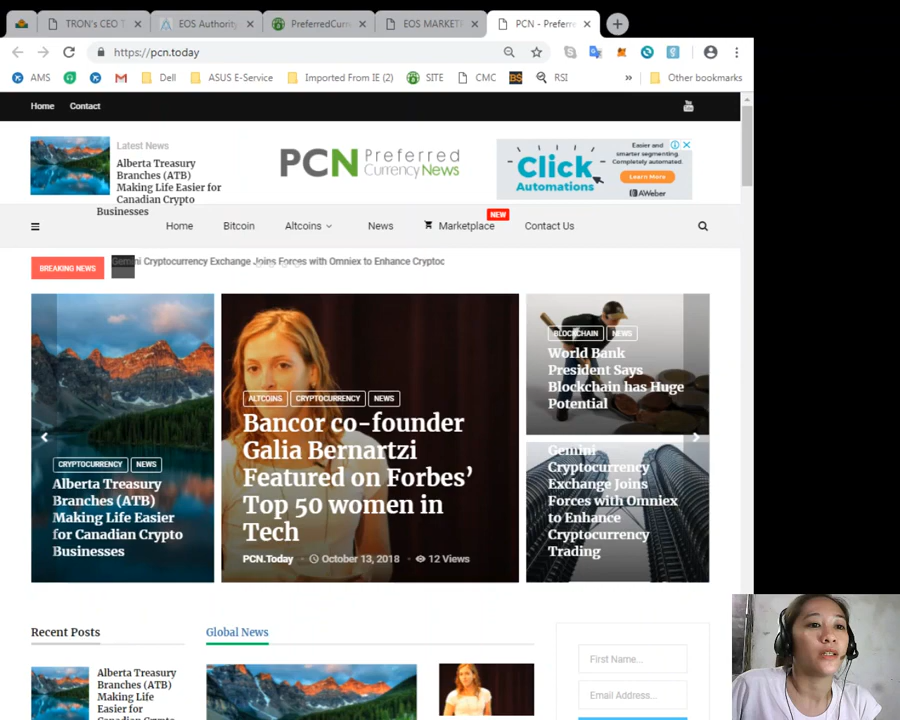 TRON's CEO T
EOS Authority
PreferredCurr
EOS MARKET
PCN - Preferre
https://pcn.today
AMS
Dell
ASUS E-Service
Imported From IE (2)
SITE
CMC
BS
RSI
Other bookmarks
Home
Contact
Latest News
Alberta Treasury
Branches (ATB)
Making Life Easier for
Canadian Crypto
Businesses
PCN Preferred
Currency News
Click
Automations
Easier and
smarter segmenting.
Completely automated.
Learn More
AWeber
Home
Bitcoin
Altcoins
News
Marketplace
NEW
Contact Us
BREAKING NEWS
Gemini Cryptocurrency Exchange Joins Forces with Omniex to Enhance Cryptoc
CRYPTOCURRENCY
NEWS
Alberta Treasury
Branches (ATB)
Making Life Easier
for Canadian Crypto
Businesses
ALTCOINS
CRYPTOCURRENCY
NEWS
Bancor co-founder
Galia Bernartzi
Featured on Forbes'
Top 50 women in
Tech
PCN.Today
October 13, 2018
12 Views
BLOCKCHAIN
NEWS
World Bank
President Says
Blockchain has Huge
Potential
Gemini
Cryptocurrency
Exchange Joins
Forces with Omniex
to Enhance
Cryptocurrency
Trading
Recent Posts
Alberta Treasury
Branches (ATB)
Making Life
Easier for
Canadian Crypto
Global News
First Name...
Email Address...